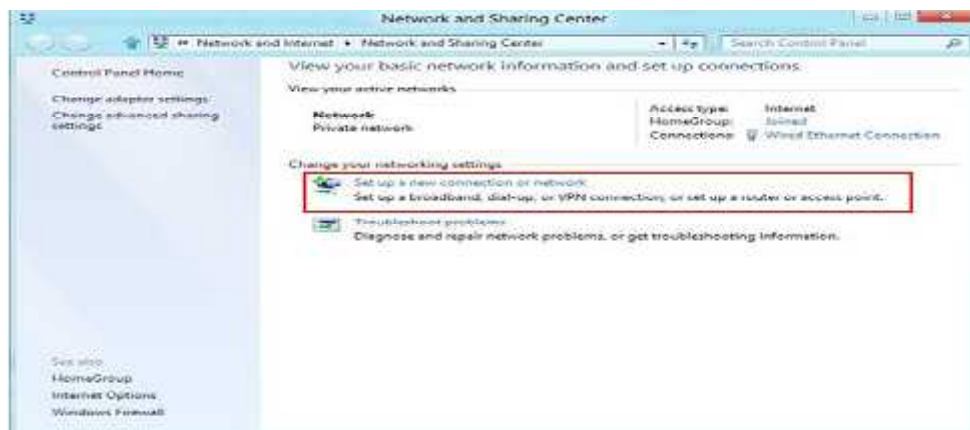 Network and Sharing Center
Network and Internet Network and Sharing Center
Search Control Panel
Control Panel Home
Change adapter settings
Change advanced sharing
settings
See also
HomeGroup
Internet Options
Windows Firewall
View your basic network information and set up connections
View your active networks
Network
Private network
Access type: Internet
HomeGroup: Joined
Connections: Wired Ethernet Connection
Change your networking settings
Set up a new connection or network
Set up a broadband, dial-up, or VPN connection; or set up a router or access point.
Troubleshoot problems
Diagnose and repair network problems, or get troubleshooting information.